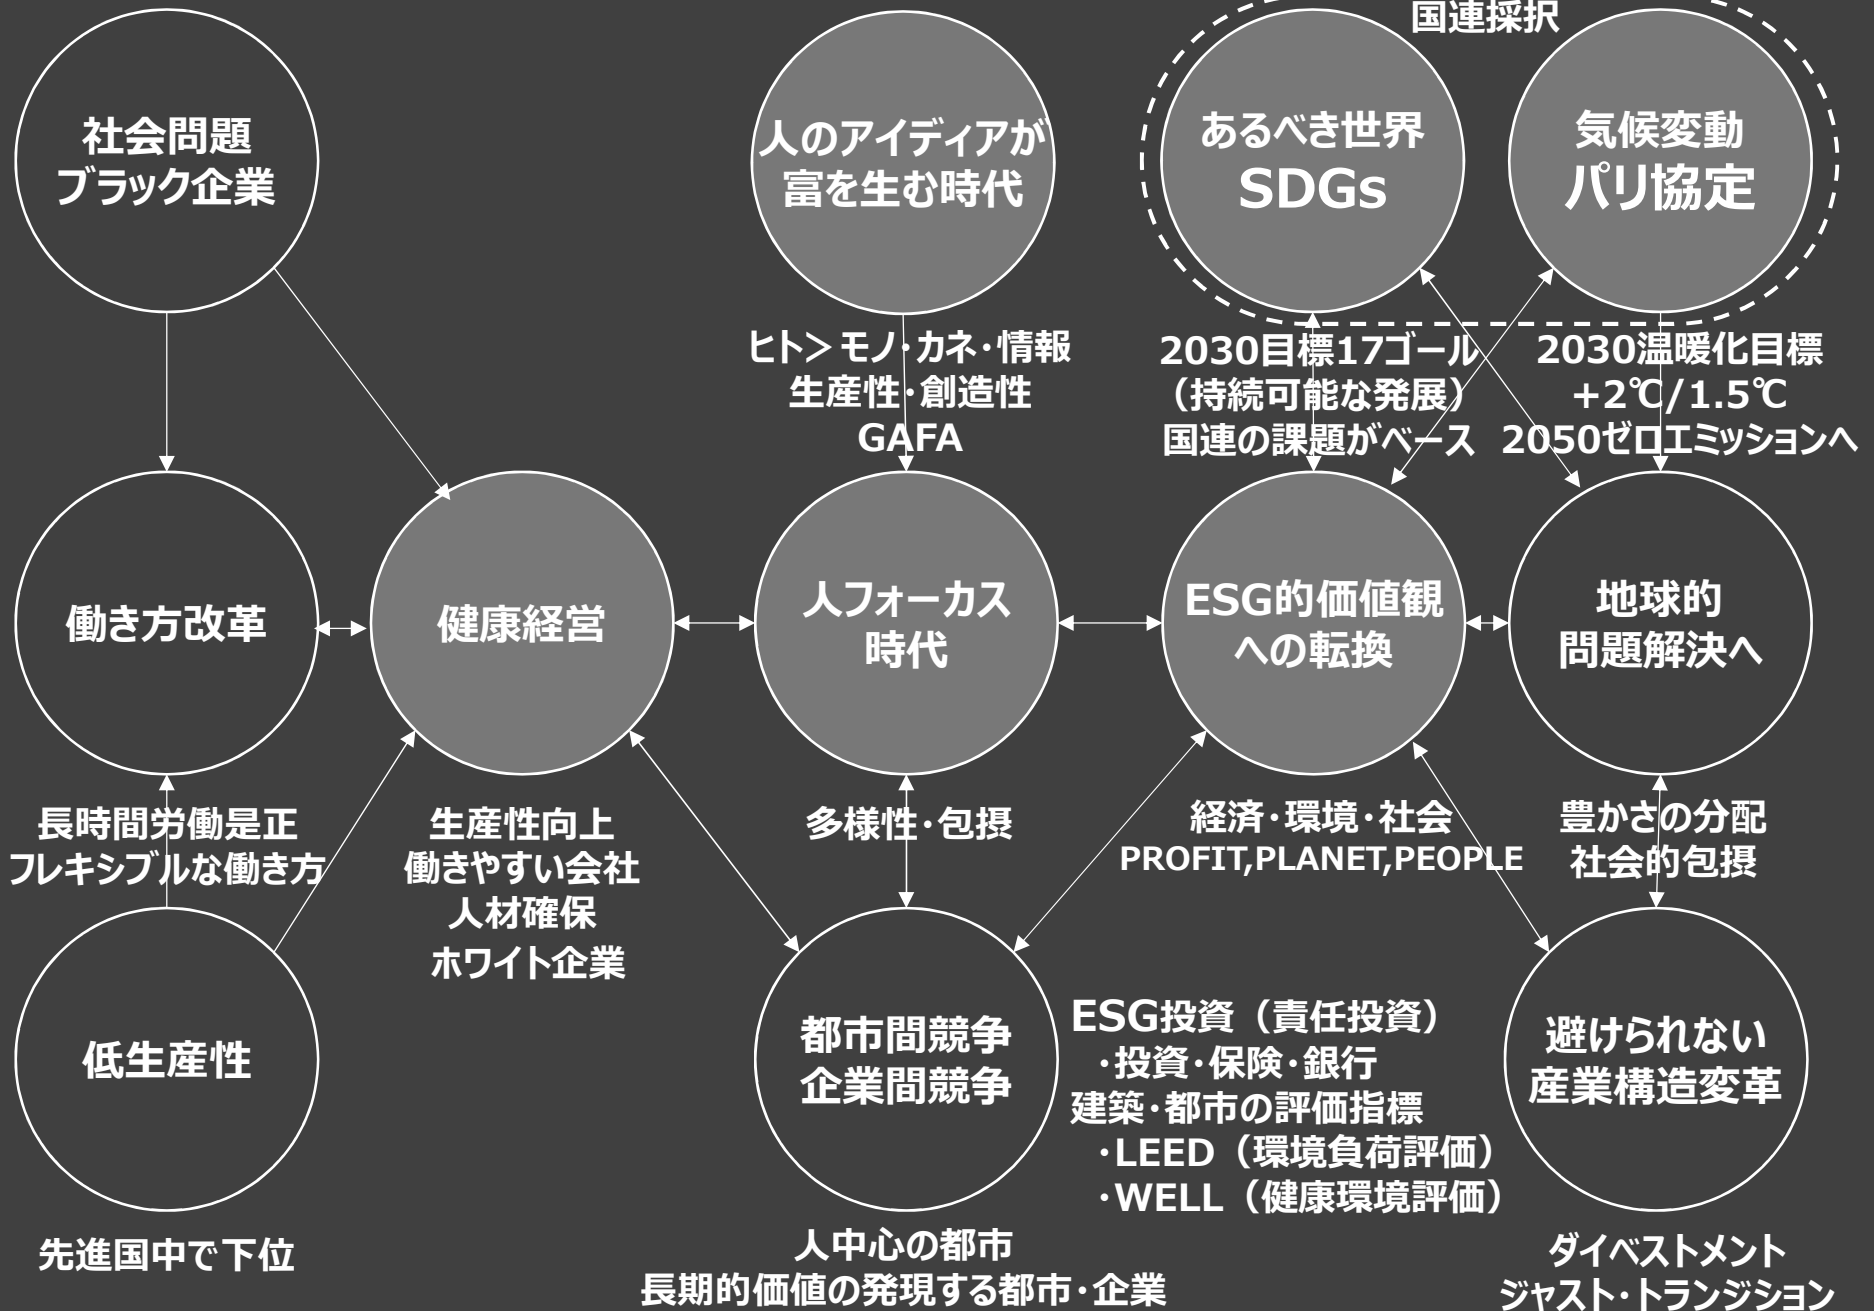 国連採択
社会問題
ブラック企業
人のアイディアが
富を生む時代
あるべき世界
SDGs
気候変動
パリ協定
ヒト＞モノ・カネ・情報
生産性・創造性
GAFA
2030目標17ゴール
（持続可能な発展）
国連の課題がベース
2030温暖化目標
+2℃/1.5℃
2050ゼロエミッションへ
働き方改革
健康経営
人フォーカス
時代
ESG的価値観
への転換
地球的
問題解決へ
長時間労働是正
フレキシブルな働き方
生産性向上
働きやすい会社
人材確保
ホワイト企業
多様性・包摂
経済・環境・社会
PROFIT,PLANET,PEOPLE
豊かさの分配
社会的包摂
低生産性
都市間競争
企業間競争
ESG投資（責任投資）
・投資・保険・銀行
建築・都市の評価指標
・LEED（環境負荷評価）
・WELL（健康環境評価）
避けられない
産業構造変革
先進国中で下位
人中心の都市
長期的価値の発現する都市・企業
ダイベストメント
ジャスト・トランジション